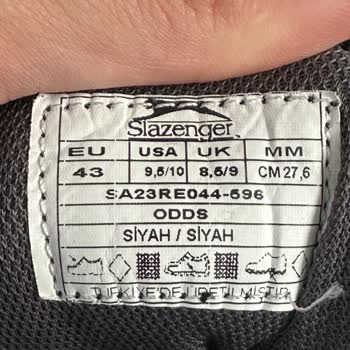 Slazenger
EU USA UK MM
43 9,5/10 8,5/9 CM 27,6
SA23RE044-596
ODDS
SİYAH / SİYAH
TÜRKİYE'DE ÜRETİLMİŞTİR